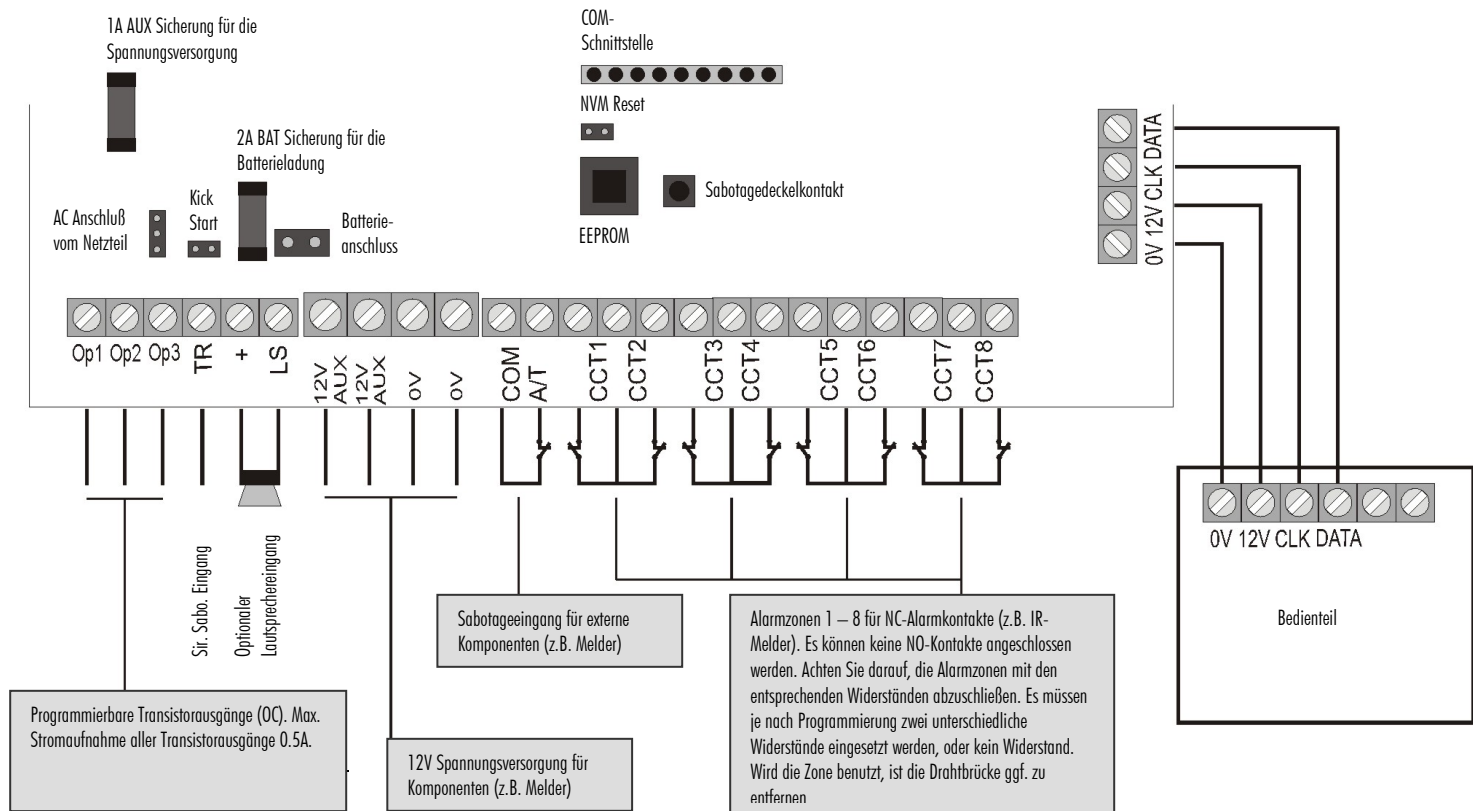 1A AUX Sicherung für die
Spannungsversorgung
COM-
Schnittstelle
NVM Reset
2A BAT Sicherung für die
Batterieladung
Kick
Start
AC Anschluß
vom Netzteil
Batterie-
anschluss
Sabotagedeckelkontakt
EEPROM
0V 12V CLK DATA
Op1 Op2 Op3 TR + LS
12V
AUX
12V
AUX
0V
0V
COM
A/T
CCT1
CCT2
CCT3
CCT4
CCT5
CCT6
CCT7
CCT8
0V 12V CLK DATA
Bedienteil
Sir. Sabo. Eingang
Optionaler
Lautsprechereingang
Sabotageeingang für externe
Komponenten (z.B. Melder)
Alarmzonen 1 – 8 für NC-Alarmkontakte (z.B. IR-
Melder). Es können keine NO-Kontakte angeschlossen
werden. Achten Sie darauf, die Alarmzonen mit den
entsprechenden Widerständen abzuschließen. Es müssen
je nach Programmierung zwei unterschiedliche
Widerstände eingesetzt werden, oder kein Widerstand.
Wird die Zone benutzt, ist die Drahtbrücke ggf. zu
entfernen
Programmierbare Transistorausgänge (OC). Max.
Stromaufnahme aller Transistorausgänge 0.5A.
12V Spannungsversorgung für
Komponenten (z.B. Melder)